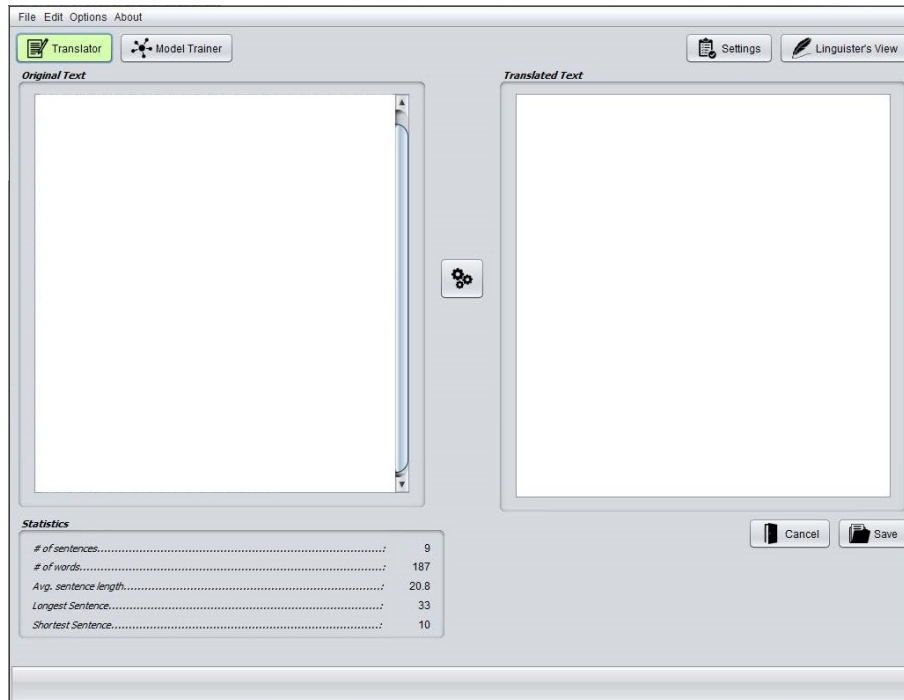 File Edit Options About
Translator Model Trainer Settings Linguister's View
Original Text Translated Text
Statistics
Cancel Save
# of sentences.......................................................................................: 9
# of words.............................................................................................: 187
Avg. sentence length................................................................................: 20.8
Longest Sentence....................................................................................: 33
Shortest Sentence...................................................................................: 10